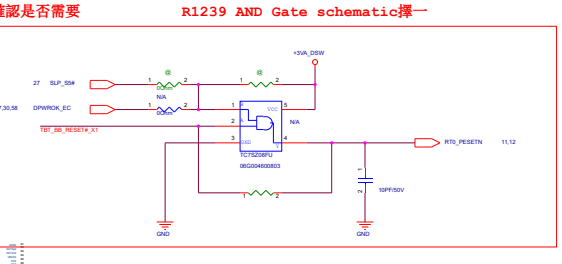 確認是否需要 R1239 AND Gate schematic擇一
+3VA_DSW
@ @
1 2 1 2
27 SLP_S5#
0Ohm
N/A
7,30,58 DPWROK_EC
1 2
0Ohm
1 B VCC 5
N/A
TBT_BB_RESET#_X1
2 A
3 GND Y 4
RT0_PESETN 11,12
TC7SZ08FU
06G004600803
1
10PF/50V
2
1 2
GND GND